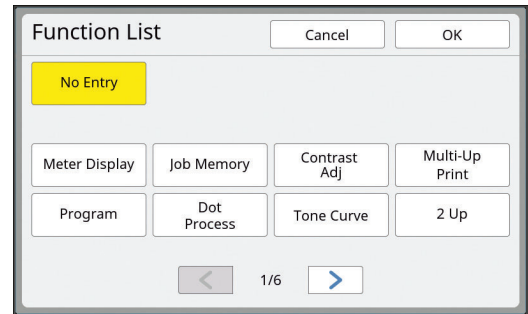 Function List
Cancel
OK
No Entry
Meter Display
Job Memory
Contrast
Adj
Multi-Up
Print
Program
Dot
Process
Tone Curve
2 Up
1/6